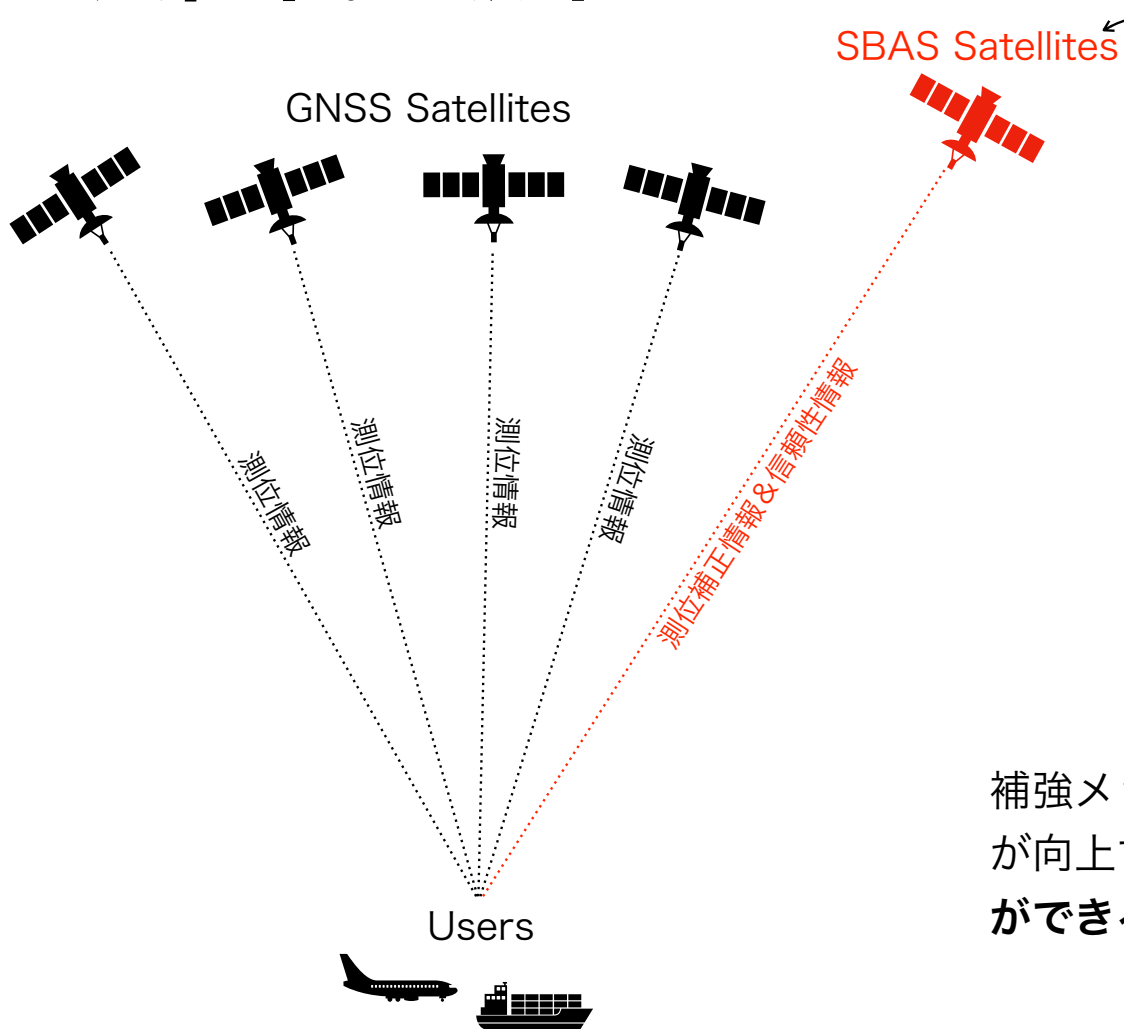 SBAS Satellites
GNSS Satellites
測位情報
測位情報
測位情報
測位情報
測位補正情報&信頼性情報
補強メ
が向上
ができ
Users